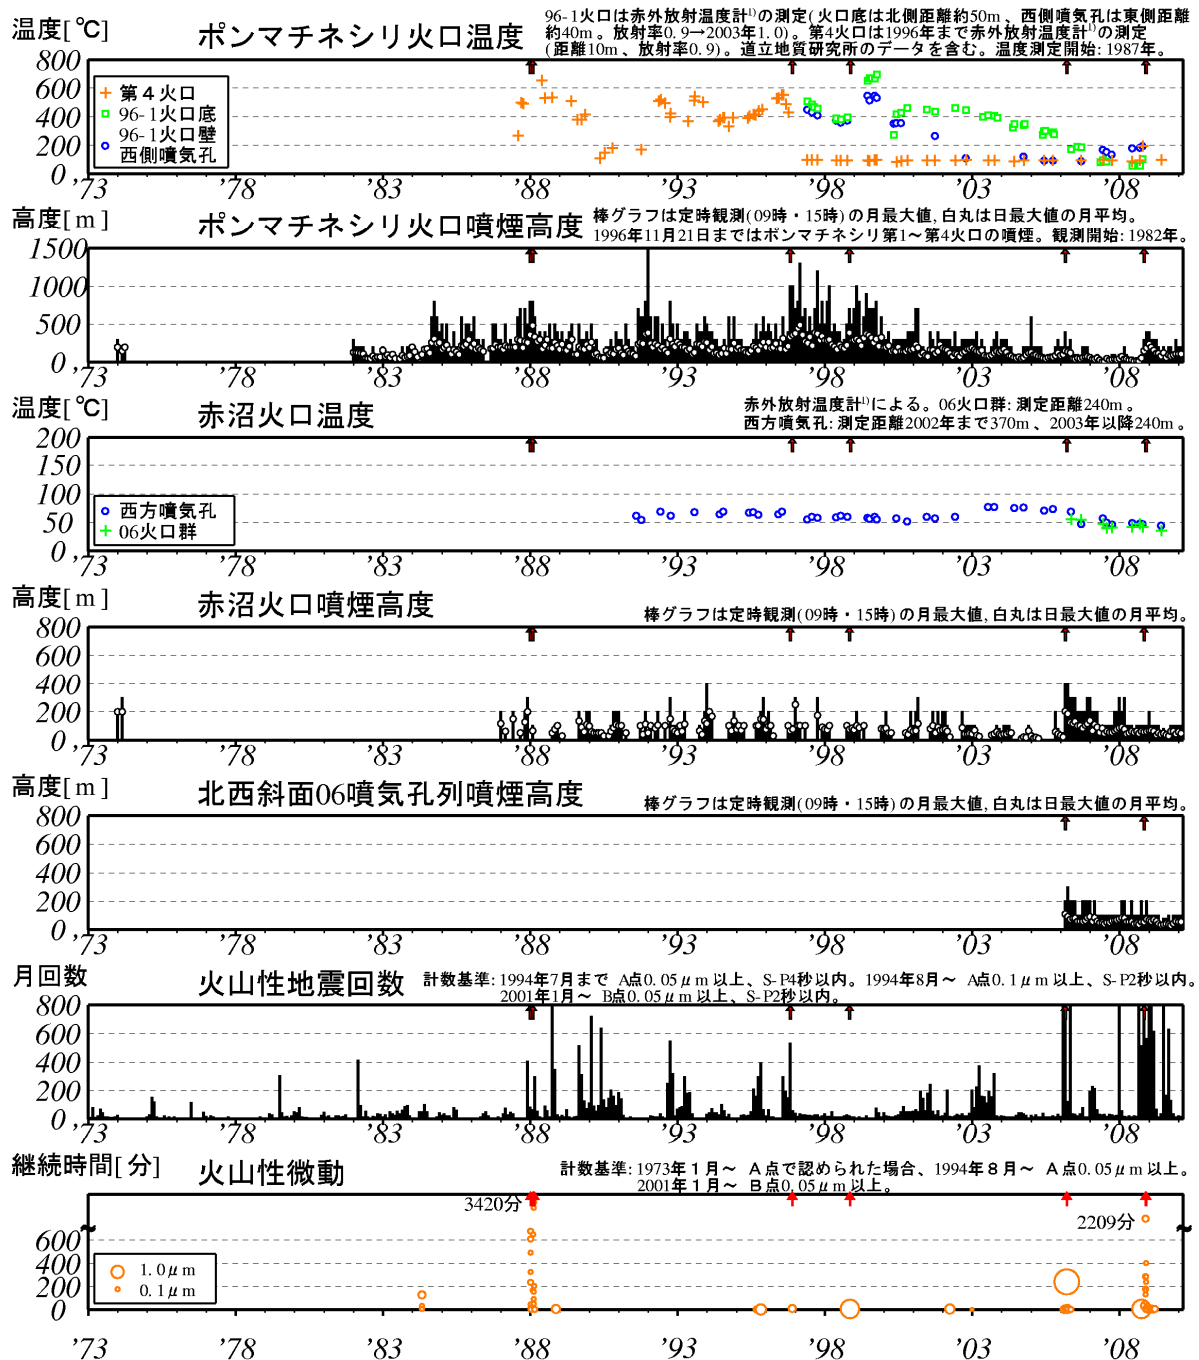 温度[℃]
ポンマチネシリ火口温度
96-1火口は赤外放射温度計¹⁾の測定(火口底は北側距離約50m、西側噴気孔は東側距離
約40m。放射率0.9→2003年1.0)。第4火口は1996年まで赤外放射温度計¹⁾の測定
(距離10m、放射率0.9)。道立地質研究所のデータを含む。温度測定開始:1987年。
800
600
400
200
0
第4火口
96-1火口底
96-1火口壁
西側噴気孔
'73 '78 '83 '88 '93 '98 '03 '08
高度[m]
ポンマチネシリ火口噴煙高度
棒グラフは定時観測(09時・15時)の月最大値,白丸は日最大値の月平均。
1996年11月21日まではポンマチネシリ第1〜第4火口の噴煙。観測開始:1982年。
1500
1000
500
0
'73 '78 '83 '88 '93 '98 '03 '08
温度[℃]
赤沼火口温度
赤外放射温度計¹⁾による。06火口群:測定距離240m。
西方噴気孔:測定距離2002年まで370m、2003年以降240m。
200
150
100
50
0
西方噴気孔
06火口群
'73 '78 '83 '88 '93 '98 '03 '08
高度[m]
赤沼火口噴煙高度
棒グラフは定時観測(09時・15時)の月最大値,白丸は日最大値の月平均。
800
600
400
200
0
'73 '78 '83 '88 '93 '98 '03 '08
高度[m]
北西斜面06噴気孔列噴煙高度
棒グラフは定時観測(09時・15時)の月最大値,白丸は日最大値の月平均。
800
600
400
200
0
'73 '78 '83 '88 '93 '98 '03 '08
月回数
火山性地震回数
計数基準:1994年7月まで A点0.05μm以上、S-P4秒以内。1994年8月〜 A点0.1μm以上、S-P2秒以内。
2001年1月〜 B点0.05μm以上、S-P2秒以内。
800
600
400
200
0
'73 '78 '83 '88 '93 '98 '03 '08
継続時間[分]
火山性微動
計数基準:1973年1月〜 A点で認められた場合、1994年8月〜 A点0.05μm以上。
2001年1月〜 B点0.05μm以上。
3420分
2209分
600
400
200
0
1.0μm
0.1μm
'73 '78 '83 '88 '93 '98 '03 '08